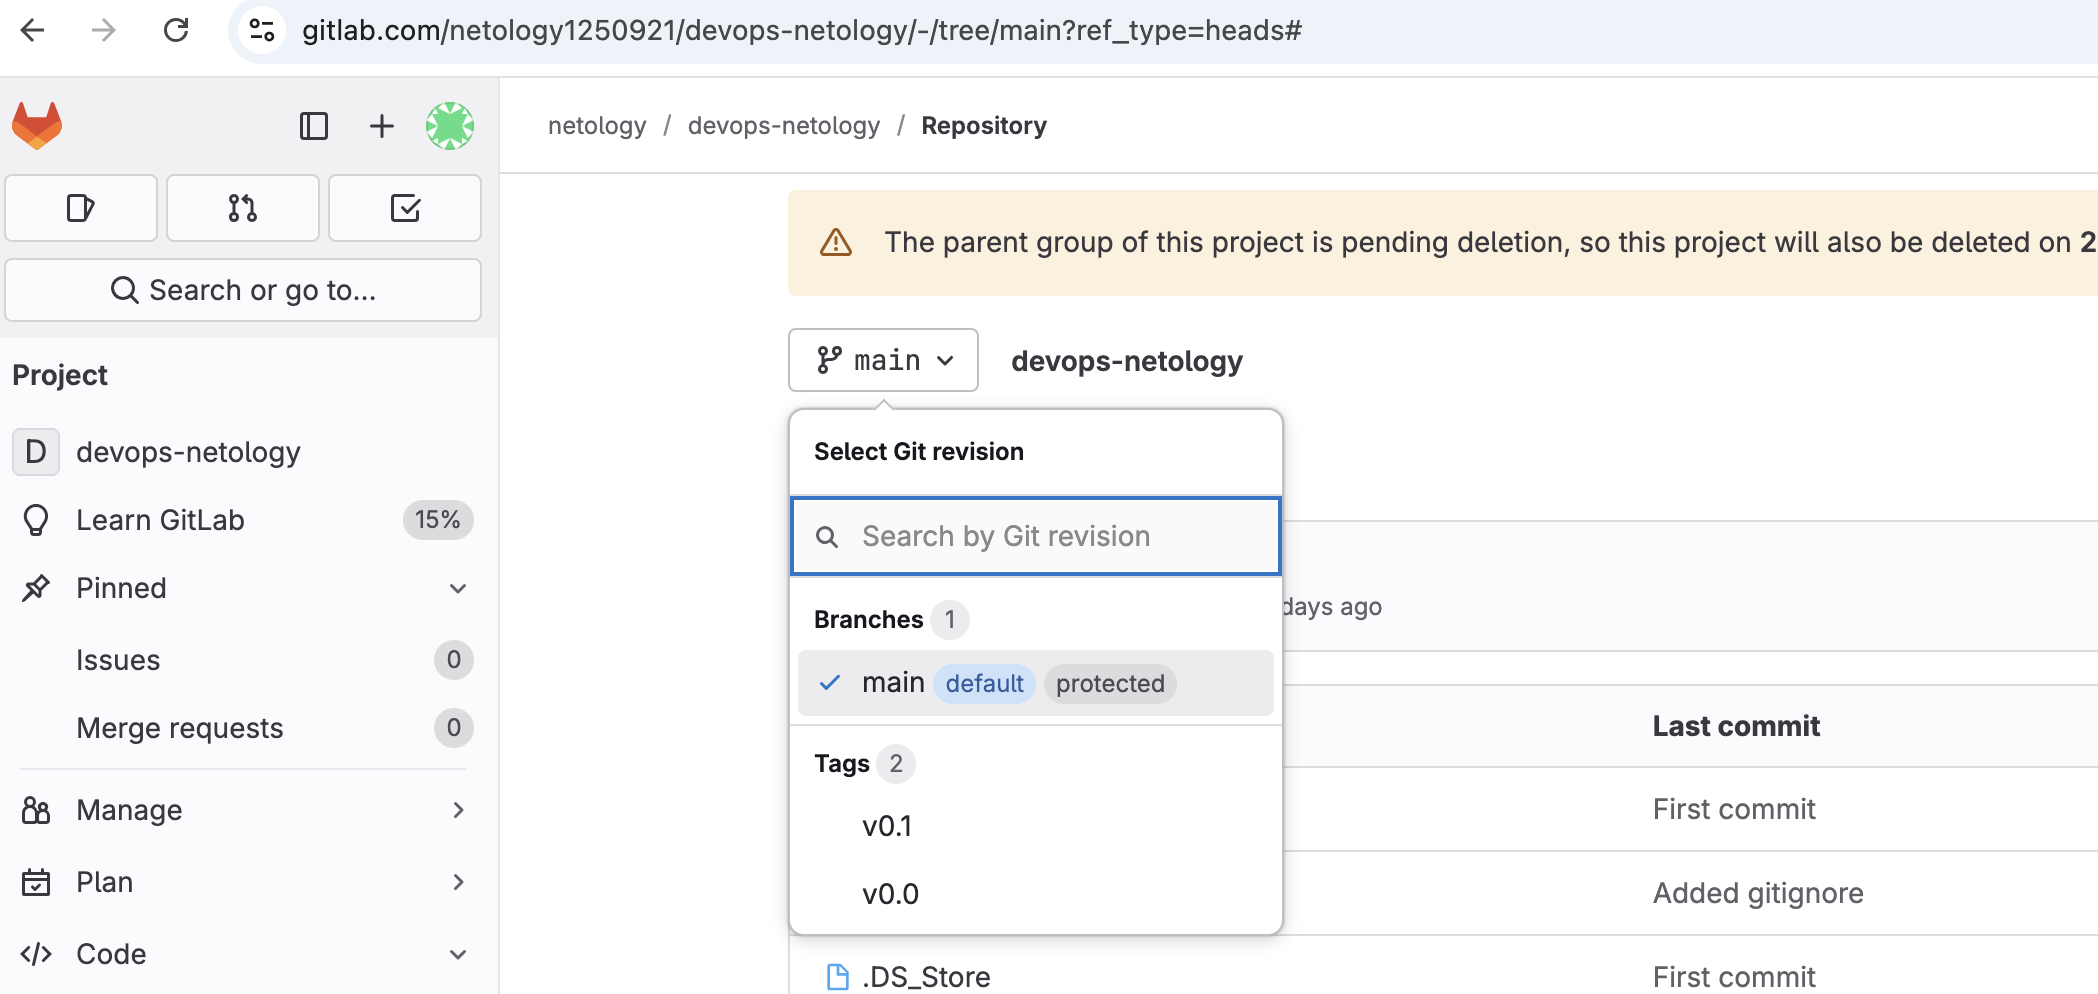 gitlab.com/netology1250921/devops-netology/-/tree/main?ref_type=heads#
netology / devops-netology / Repository
Search or go to...
Project
D devops-netology
Learn GitLab 15%
Pinned
Issues 0
Merge requests 0
Manage
Plan
Code
The parent group of this project is pending deletion, so this project will also be deleted on 2
main devops-netology
Select Git revision
Search by Git revision
Branches 1
days ago
main default protected
Tags 2
v0.1
v0.0
Last commit
First commit
Added gitignore
.DS_Store First commit